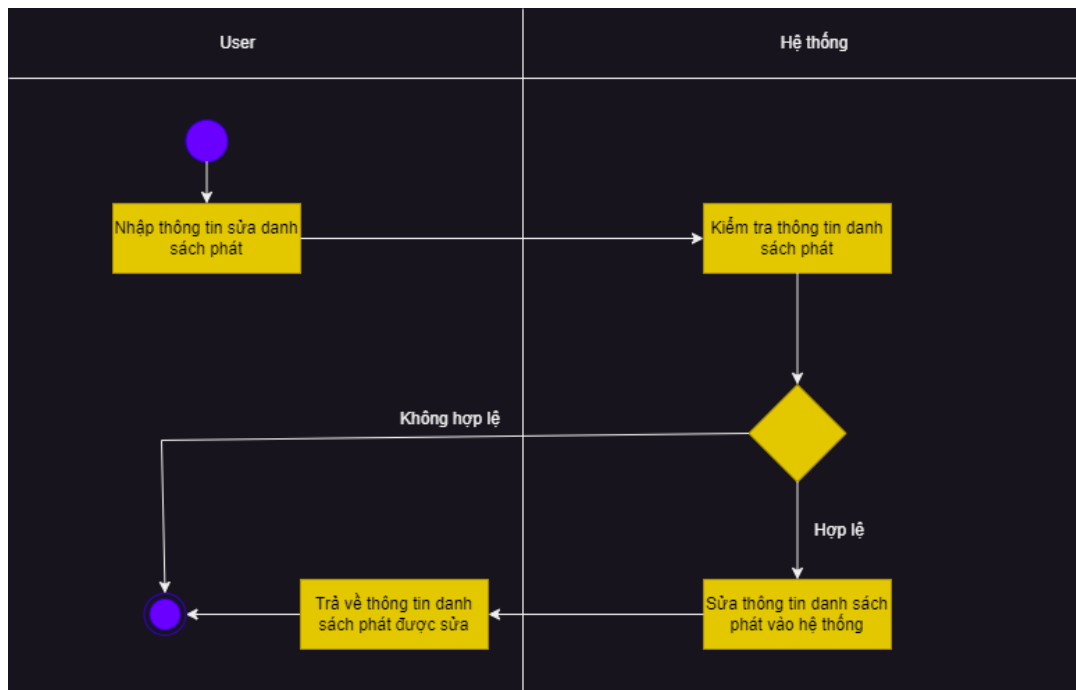 User
Hệ thống
Nhập thông tin sửa danh
sách phát
Kiểm tra thông tin danh
sách phát
Không hợp lệ
Hợp lệ
Trả về thông tin danh
sách phát được sửa
Sửa thông tin danh sách
phát vào hệ thống